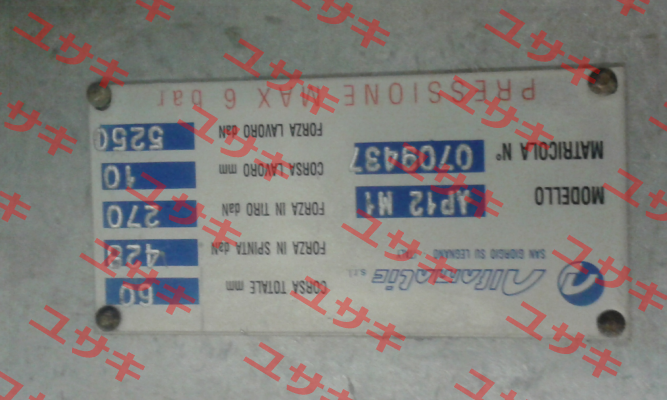 Alfamatic s.r.l.
SAN GIORGIO SU LEGNANO - ITALY
MODELLO AP12 M1
MATRICOLA N° 0709437
CORSA TOTALE mm 60
FORZA IN SPINTA daN 428
FORZA IN TIRO daN 270
CORSA LAVORO mm 10
FORZA LAVORO daN 5250
PRESSIONE MAX 6 bar
ユサキ